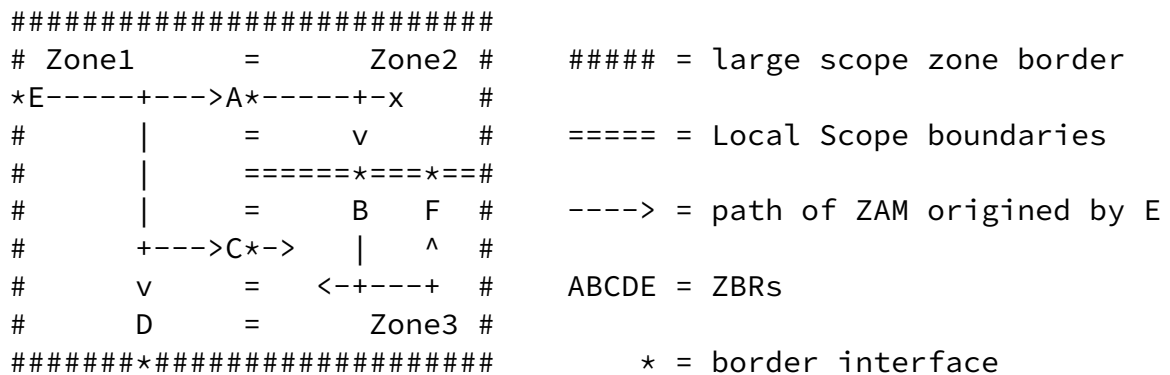 ###########################
# Zone1      =      Zone2 #    ##### = large scope zone border
*E-----+--->A*-----+-x    #
#      |     =     v      #    ===== = Local Scope boundaries
#      |     ======*===*==#
#      |     =     B   F  #    ----> = path of ZAM origined by E
#      +--->C*->   |   ^  #
#      v     =   <-+---+  #    ABCDE = ZBRs
#      D     =      Zone3 #
#######*###################        * = border interface